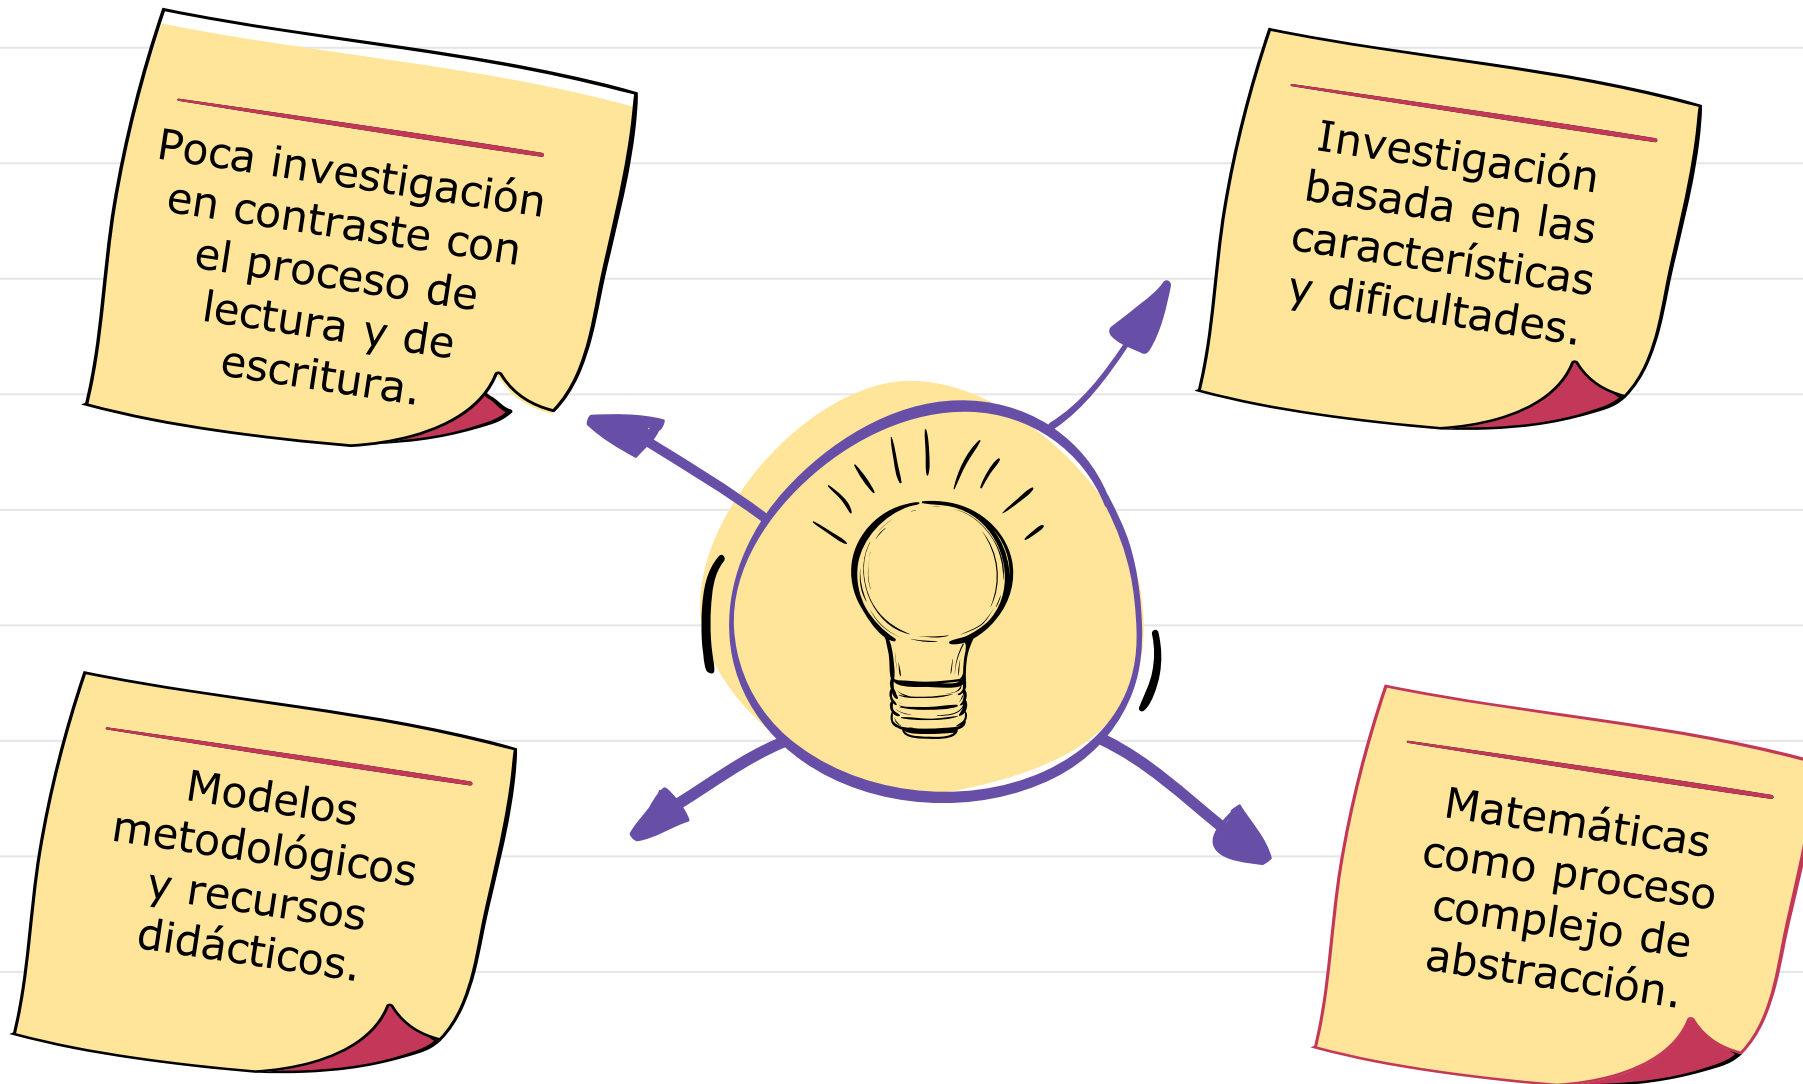 Poca investigación
en contraste con
el proceso de
lectura y de
escritura.
Investigación
basada en las
características
y dificultades.
Modelos
metodológicos
y recursos
didácticos.
Matemáticas
como proceso
complejo de
abstracción.